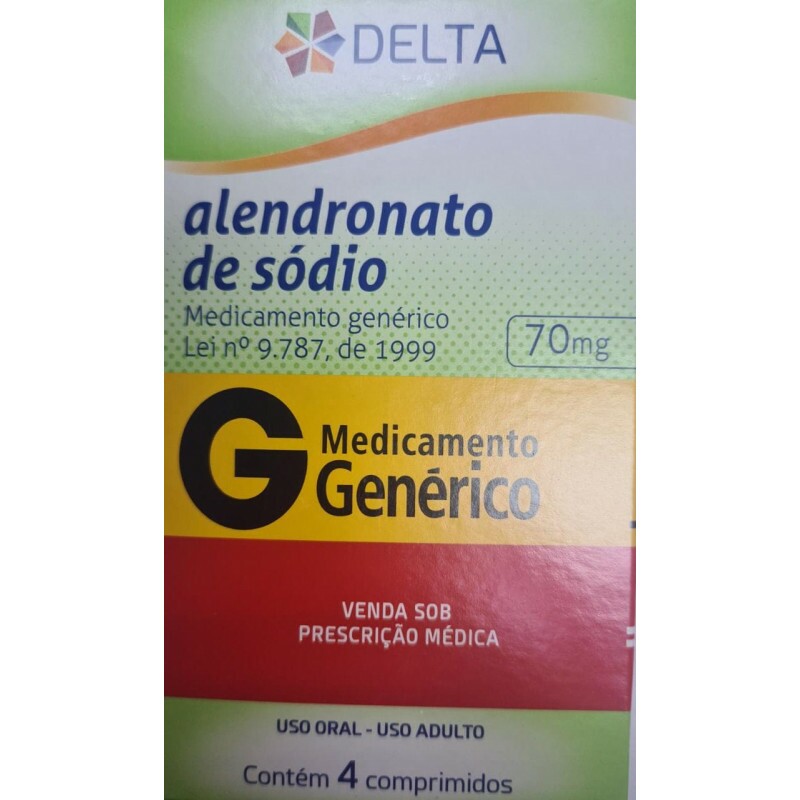 DELTA
alendronato
de sódio
Medicamento genérico
Lei nº 9.787, de 1999
70mg
G Medicamento
Genérico
VENDA SOB
PRESCRIÇÃO MÉDICA
USO ORAL - USO ADULTO
Contém 4 comprimidos